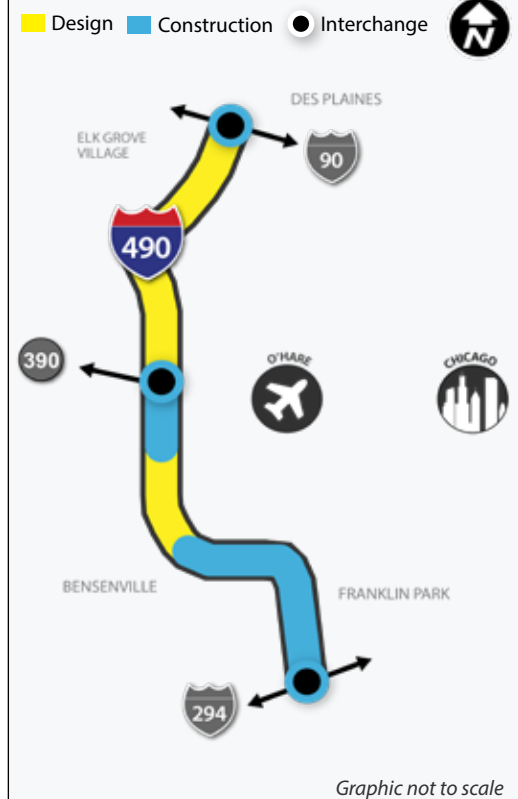 Design Construction Interchange
N
DES PLAINES
ELK GROVE
VILLAGE
90
490
390
O'HARE
CHICAGO
BENSENVILLE
FRANKLIN PARK
294
Graphic not to scale